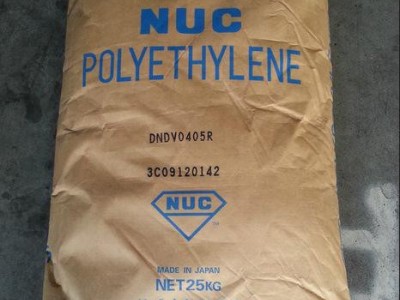 NUC
POLYETHYLENE
DNDV0405R
3C09120142
NUC
MADE IN JAPAN
NET25KG